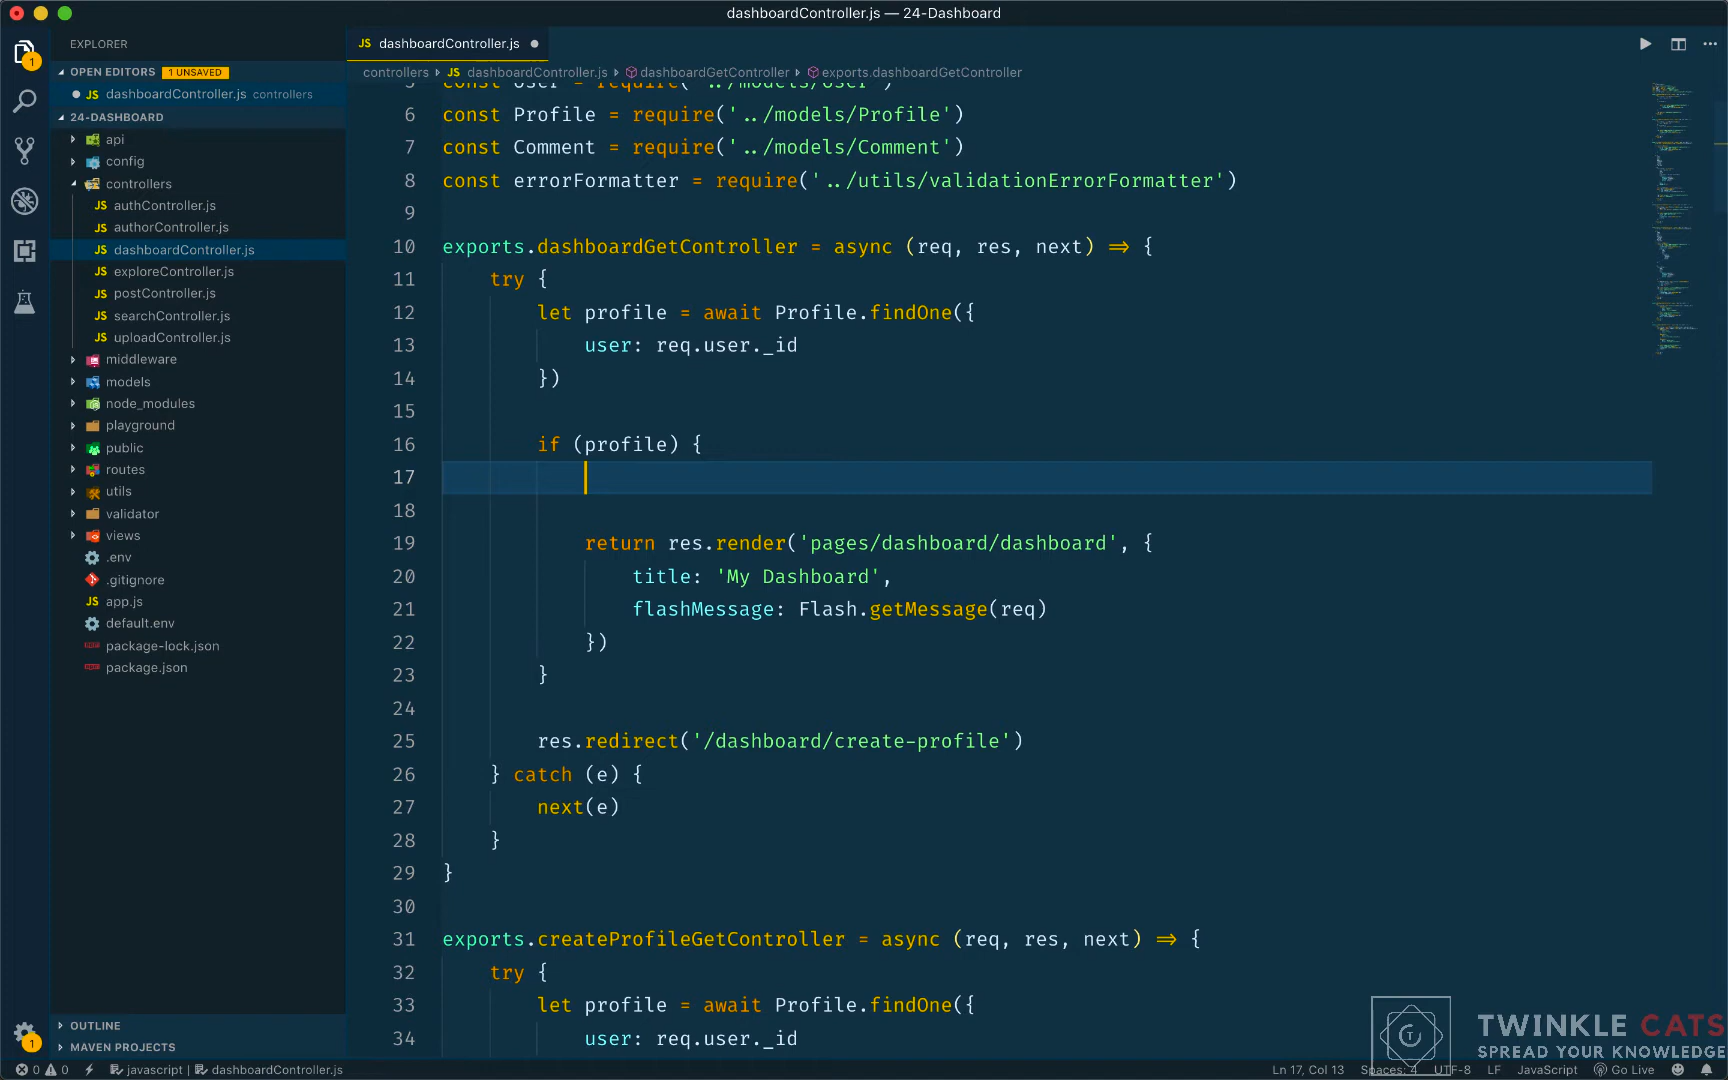 dashboardController.js — 24-Dashboard
EXPLORER
OPEN EDITORS 1 UNSAVED
JS dashboardController.js controllers
24-DASHBOARD
api
config
controllers
JS authController.js
JS authorController.js
JS dashboardController.js
JS exploreController.js
JS postController.js
JS searchController.js
JS uploadController.js
middleware
models
node_modules
playground
public
routes
utils
validator
views
.env
.gitignore
JS app.js
default.env
package-lock.json
package.json
OUTLINE
MAVEN PROJECTS
1
1
JS dashboardController.js
controllers › JS dashboardController.js › dashboardGetController › exports.dashboardGetController
5 const User = require('../models/User')
6 const Profile = require('../models/Profile')
7 const Comment = require('../models/Comment')
8 const errorFormatter = require('../utils/validationErrorFormatter')
9
10 exports.dashboardGetController = async (req, res, next) => {
11 try {
12 let profile = await Profile.findOne({
13 user: req.user._id
14 })
15
16 if (profile) {
17
18
19 return res.render('pages/dashboard/dashboard', {
20 title: 'My Dashboard',
21 flashMessage: Flash.getMessage(req)
22 })
23 }
24
25 res.redirect('/dashboard/create-profile')
26 } catch (e) {
27 next(e)
28 }
29 }
30
31 exports.createProfileGetController = async (req, res, next) => {
32 try {
33 let profile = await Profile.findOne({
34 user: req.user._id
TWINKLE CATS
SPREAD YOUR KNOWLEDGE
0 0 javascript | dashboardController.js
Ln 17, Col 13 Spaces: 4 UTF-8 LF JavaScript Go Live